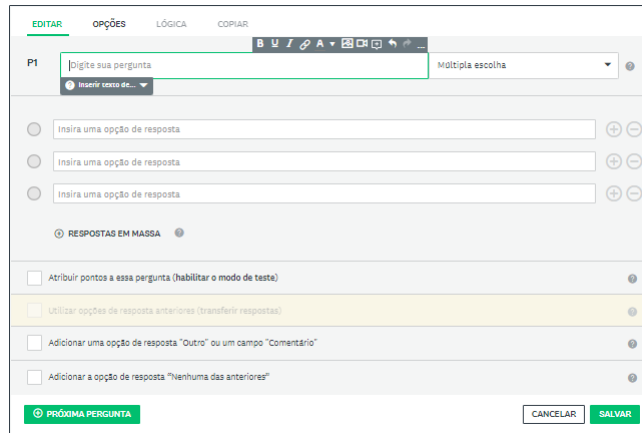 EDITAR OPÇÕES LÓGICA COPIAR
B U I A
P1 Digite sua pergunta Múltipla escolha
Inserir texto de...
Insira uma opção de resposta
Insira uma opção de resposta
Insira uma opção de resposta
RESPOSTAS EM MASSA
Atribuir pontos a essa pergunta (habilitar o modo de teste)
Utilizar opções de resposta anteriores (transferir respostas)
Adicionar uma opção de resposta "Outro" ou um campo "Comentário"
Adicionar a opção de resposta "Nenhuma das anteriores"
PRÓXIMA PERGUNTA CANCELAR SALVAR